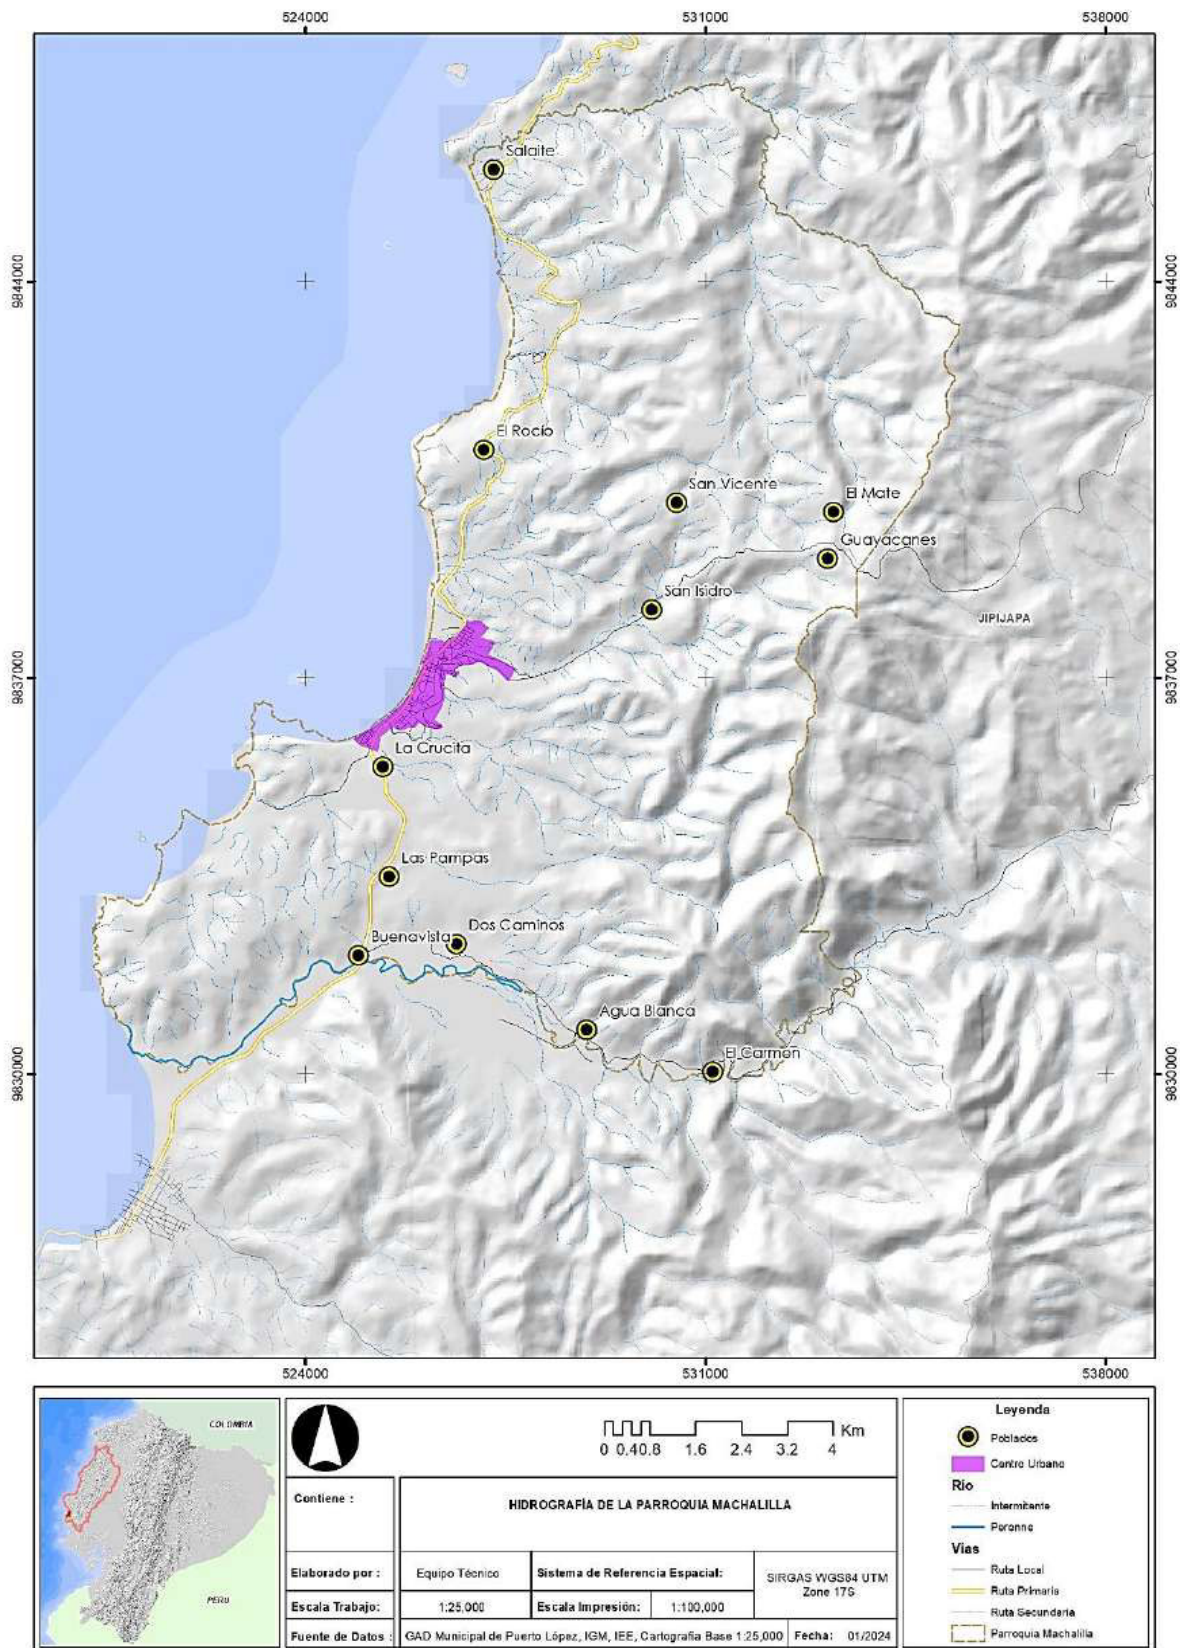 524000
531000
538000
Salaite
9844000
9844000
El Rocío
San Vicente
El Mate
Guayacanes
San Isidro
JIPIJAPA
9837000
9837000
La Crucita
Las Pampas
Buenavista
Dos Caminos
Agua Blanca
El Carmen
9830000
9830000
524000
531000
538000
COLOMBIA
PERU
0 0.40.8 1.6 2.4 3.2 4 Km
Contiene :
HIDROGRAFÍA DE LA PARROQUIA MACHALILLA
Elaborado por :
Equipo Técnico
Sistema de Referencia Espacial:
SIRGAS WGS84 UTM
Zone 17S
Escala Trabajo:
1:25,000
Escala Impresión:
1:100,000
Fuente de Datos :
GAD Municipal de Puerto López, IGM, IEE, Cartografía Base 1:25,000
Fecha: 01/2024
Leyenda
Poblados
Centro Urbano
Río
Intermitente
Perenne
Vías
Ruta Local
Ruta Primaria
Ruta Secundaria
Parroquia Machalilla